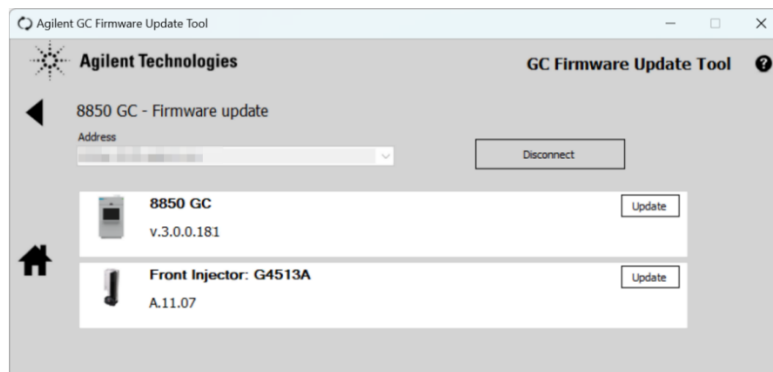 Agilent GC Firmware Update Tool
Agilent Technologies
GC Firmware Update Tool
8850 GC - Firmware update
Address
Disconnect
8850 GC
Update
v.3.0.0.181
Front Injector: G4513A
Update
A.11.07